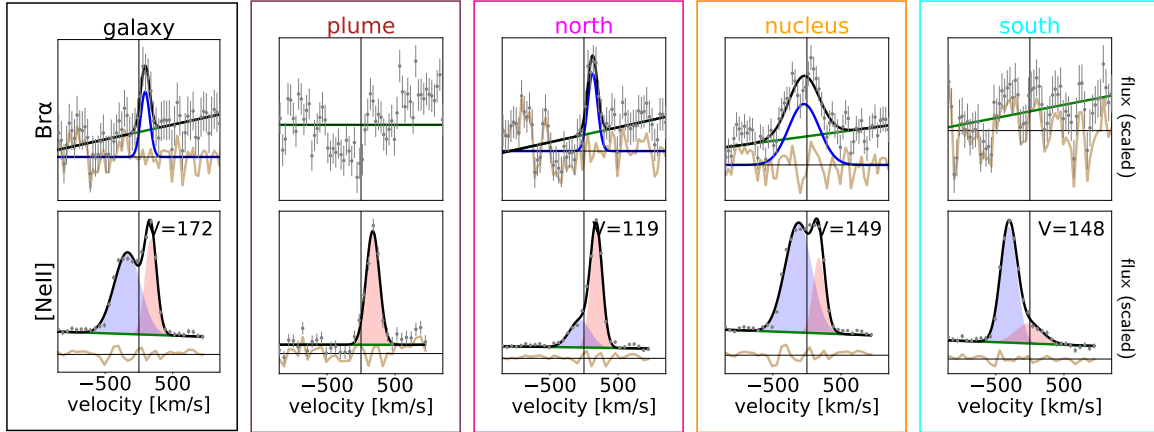 galaxy
plume
north
nucleus
south
Brα
flux (scaled)
[NeII]
V=172
V=119
V=149
V=148
flux (scaled)
−500 500
−500 500
−500 500
−500 500
−500 500
velocity [km/s]
velocity [km/s]
velocity [km/s]
velocity [km/s]
velocity [km/s]